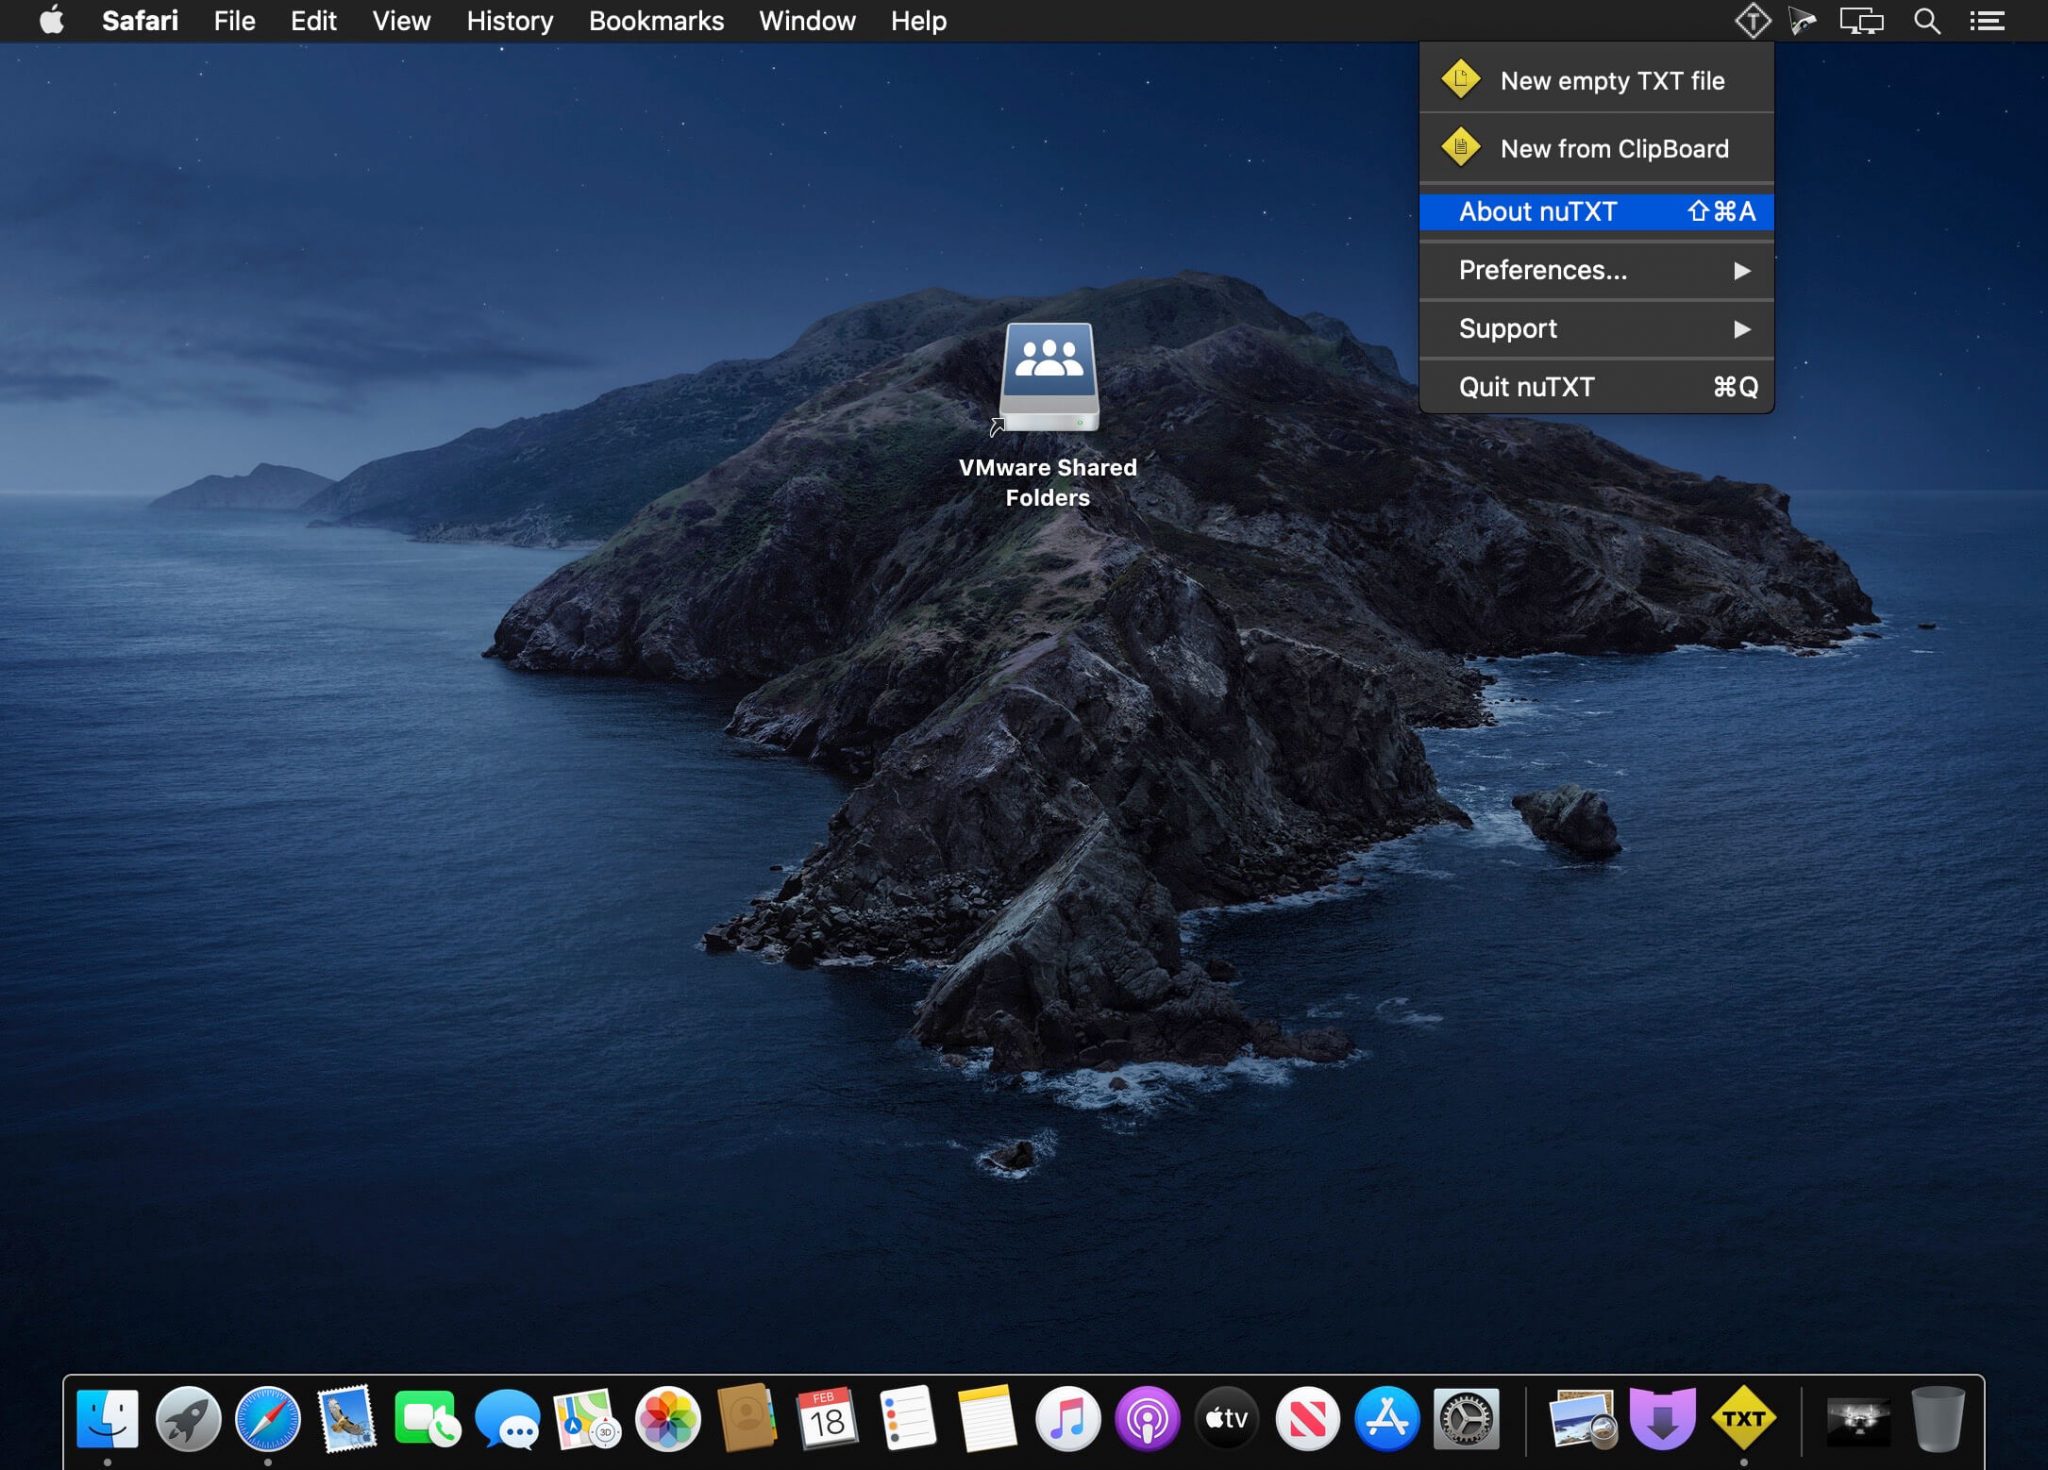 Safari File Edit View History Bookmarks Window Help
T
New empty TXT file
New from ClipBoard
About nuTXT ⇧⌘A
Preferences... ▶
Support ▶
Quit nuTXT ⌘Q
VMware Shared
Folders
3D
FEB
18
tv
TXT